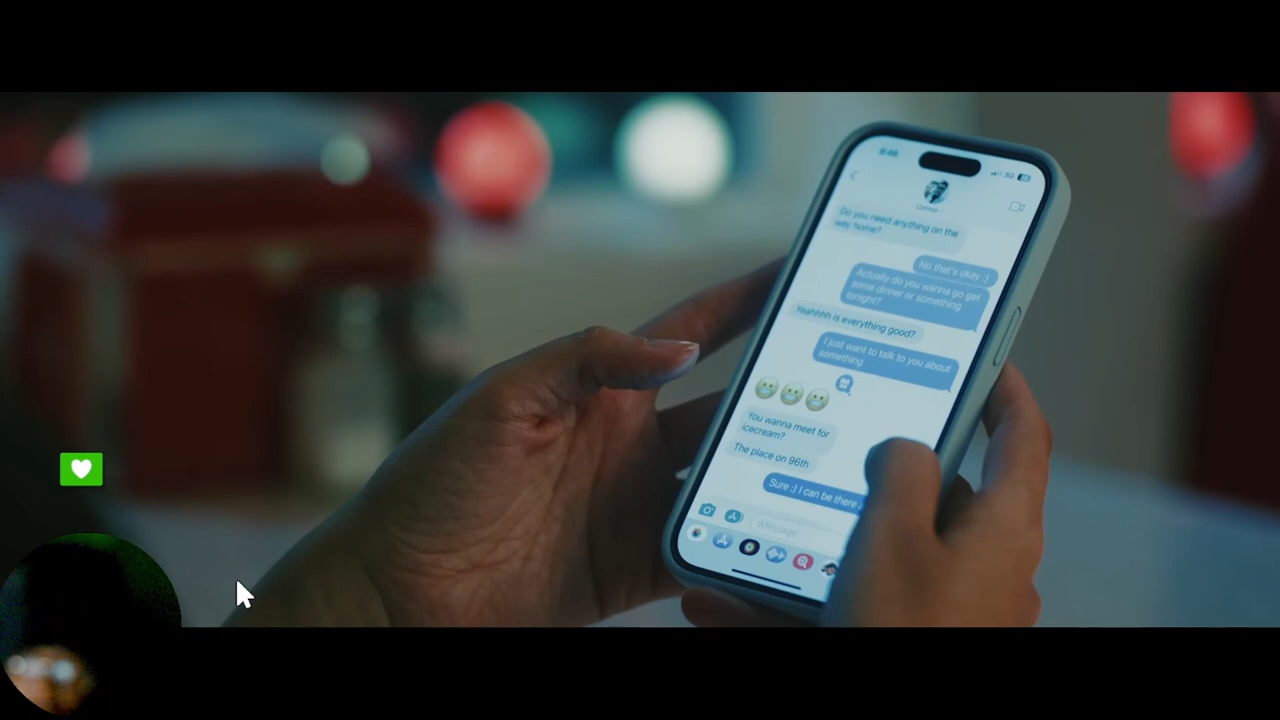 5G
Do you need anything on the
way home?
No that's okay :)
Actually do you wanna go get
some dinner or something
tonight?
Yeahhhh is everything good?
I just want to talk to you about
something
You wanna meet for
icecream?
The place on 96th
Sure :) I can be there
iMessage